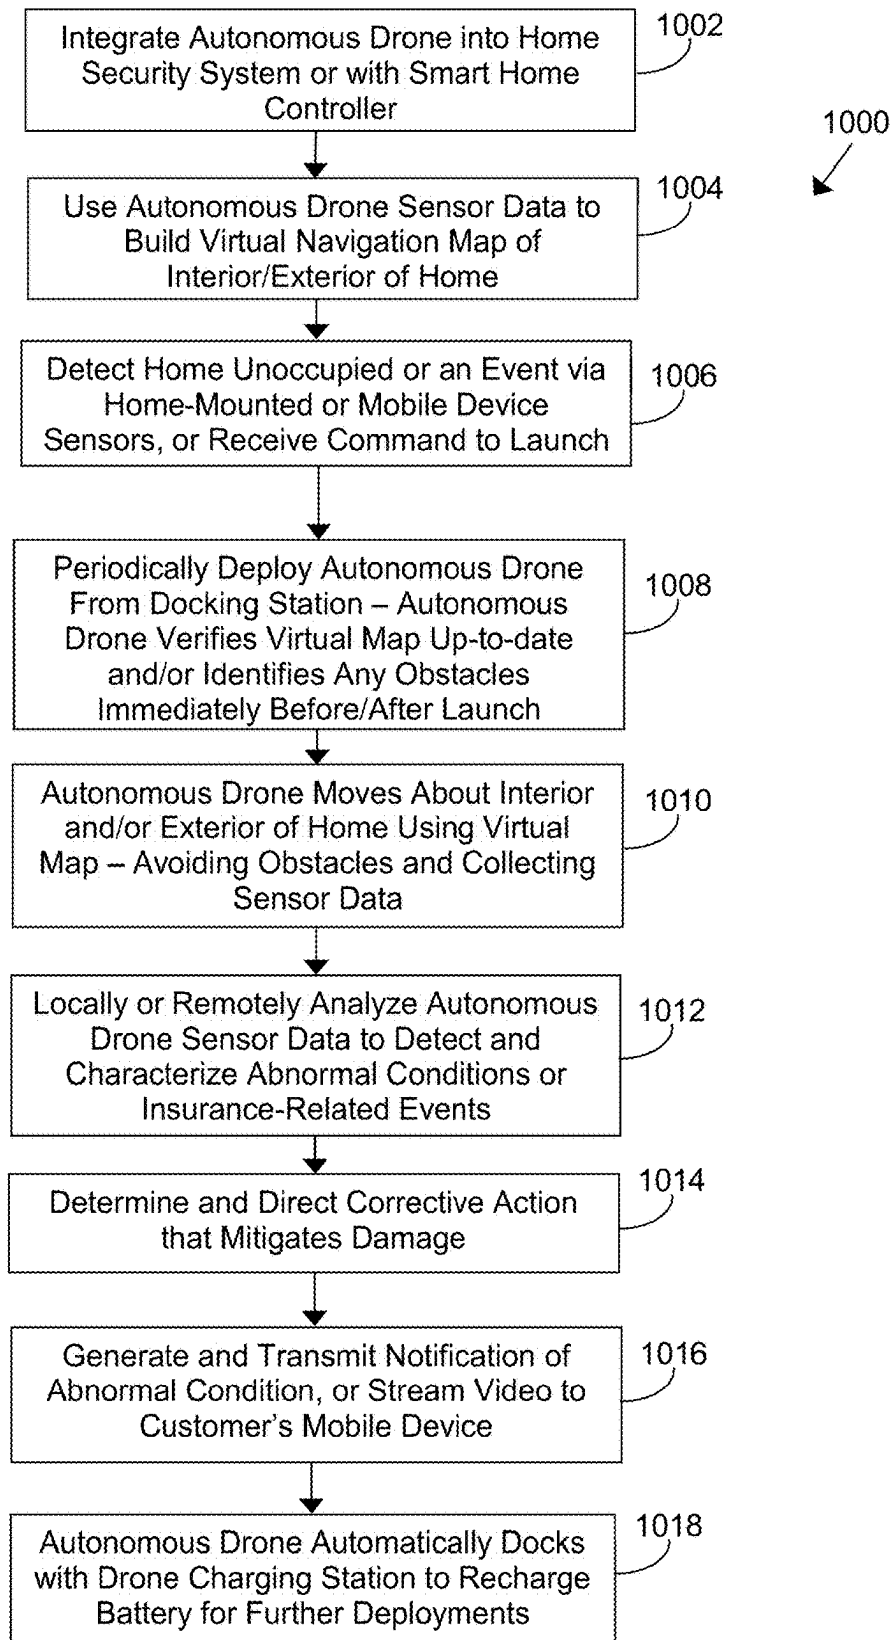 Integrate Autonomous Drone into Home
Security System or with Smart Home
Controller
1002
1000
Use Autonomous Drone Sensor Data to
Build Virtual Navigation Map of
Interior/Exterior of Home
1004
Detect Home Unoccupied or an Event via
Home-Mounted or Mobile Device
Sensors, or Receive Command to Launch
1006
Periodically Deploy Autonomous Drone
From Docking Station – Autonomous
Drone Verifies Virtual Map Up-to-date
and/or Identifies Any Obstacles
Immediately Before/After Launch
1008
Autonomous Drone Moves About Interior
and/or Exterior of Home Using Virtual
Map – Avoiding Obstacles and Collecting
Sensor Data
1010
Locally or Remotely Analyze Autonomous
Drone Sensor Data to Detect and
Characterize Abnormal Conditions or
Insurance-Related Events
1012
Determine and Direct Corrective Action
that Mitigates Damage
1014
Generate and Transmit Notification of
Abnormal Condition, or Stream Video to
Customer's Mobile Device
1016
Autonomous Drone Automatically Docks
with Drone Charging Station to Recharge
Battery for Further Deployments
1018